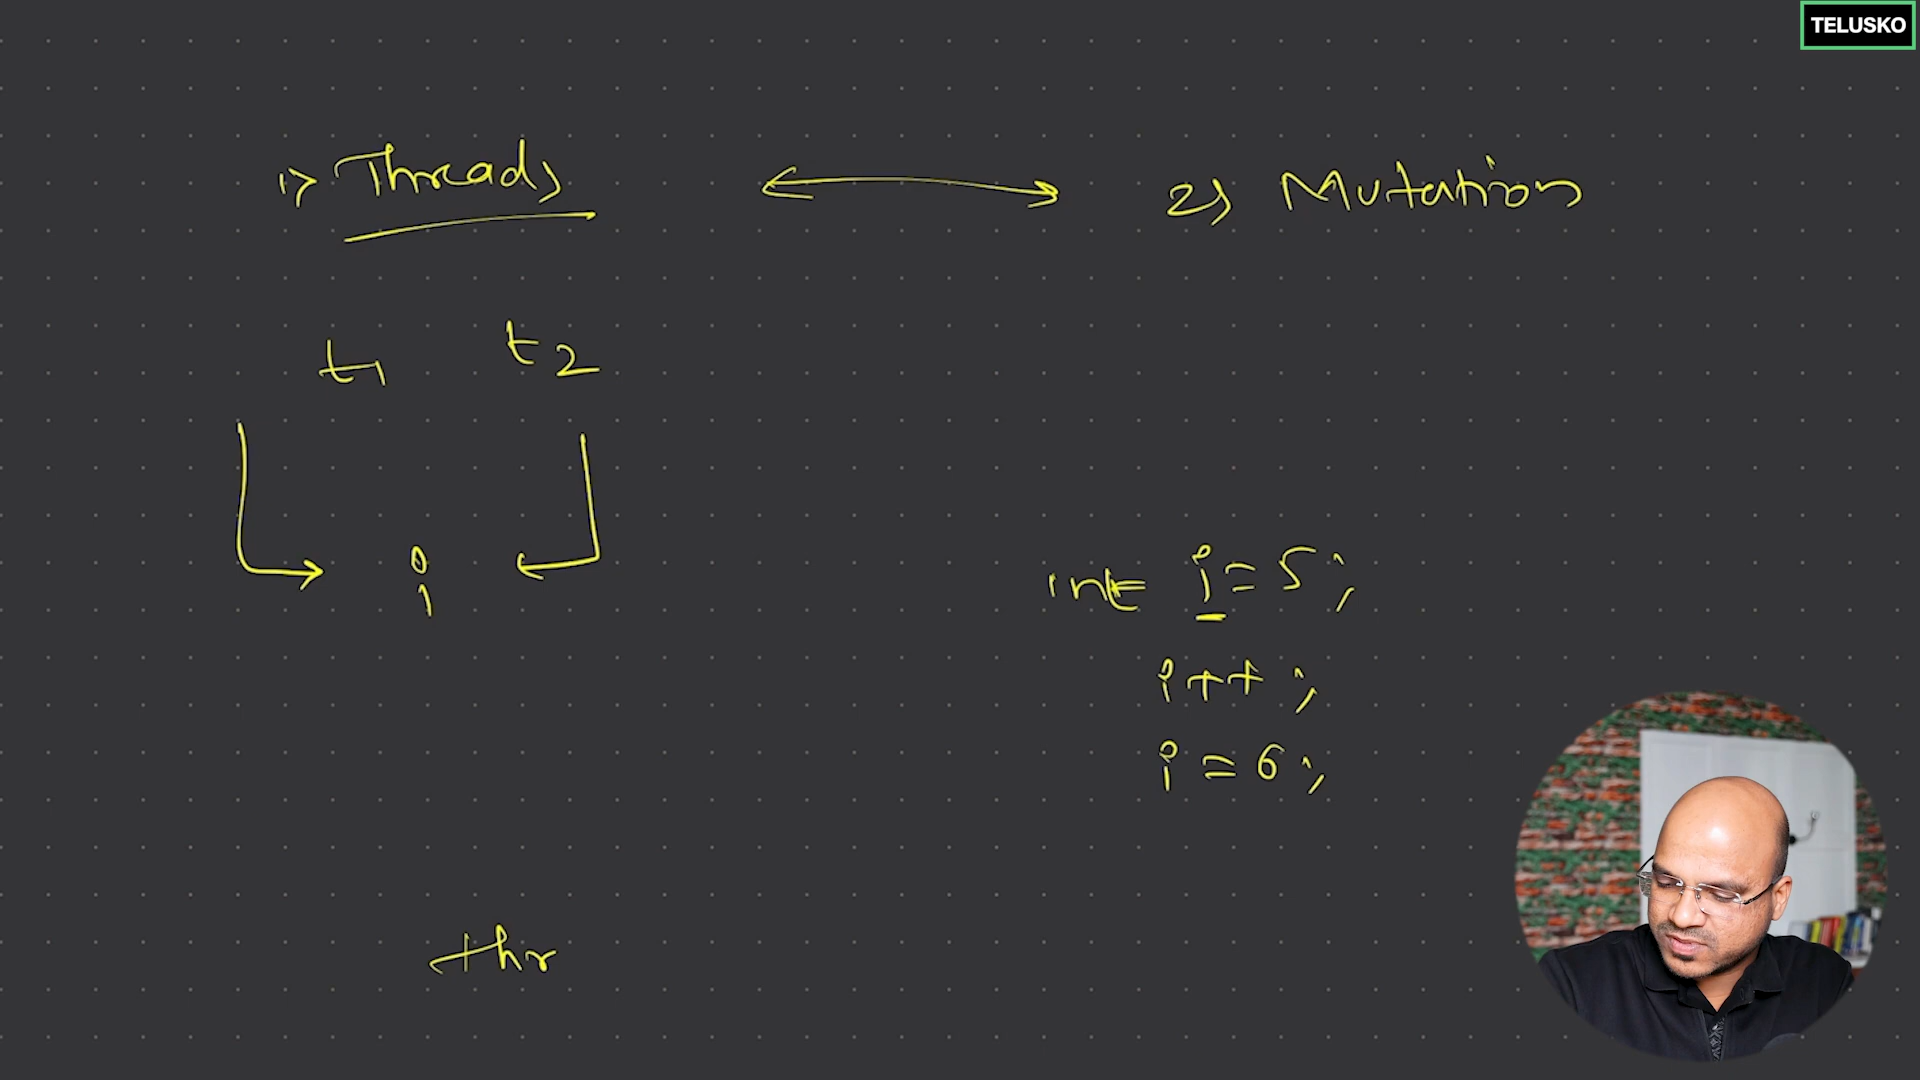 TELUSKO
1> Threads
2) Mutation
t1 t2
i
int i = 5;
i++;
i = 6;
thr